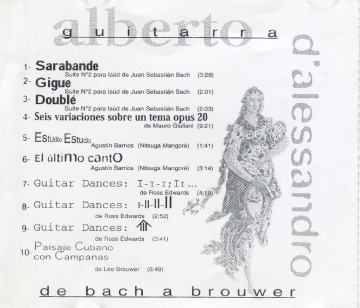 alberto
guitarra
d'alessandro
1- Sarabande
Suite Nº2 para laúd de Juan Sebastián Bach (3:28)
2- Gigue
Suite Nº2 para laúd de Juan Sebastián Bach (2:01)
3- Doublé
Suite Nº2 para laúd de Juan Sebastián Bach (2:03)
4- Seis variaciones sobre un tema opus 20
de Mauro Giuliani (9:21)
5- EStudio EStudio
Agustín Barrios (Nitsuga Mangoré) (1:41)
6- El últiMo cantO
Agustín Barrios (Nitsuga Mangoré) (3:14)
7- Guitar Dances: I-I-I;II...
de Ross Edwards (4:19)
8- Guitar Dances: I-II-II-II
de Ross Edwards (2:52)
9- Guitar Dances:
de Ross Edwards (3:41)
10- Paisaje Cubano
con Campanas
de Leo Brouwer (6:48)
de bach a brouwer